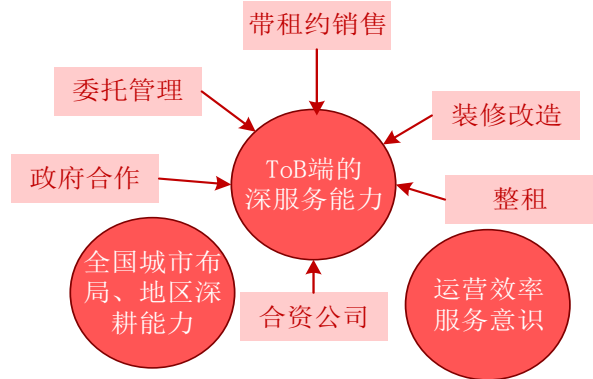 带租约销售
委托管理
装修改造
ToB端的
深服务能力
政府合作
整租
全国城市布
局、地区深
耕能力
运营效率
服务意识
合资公司